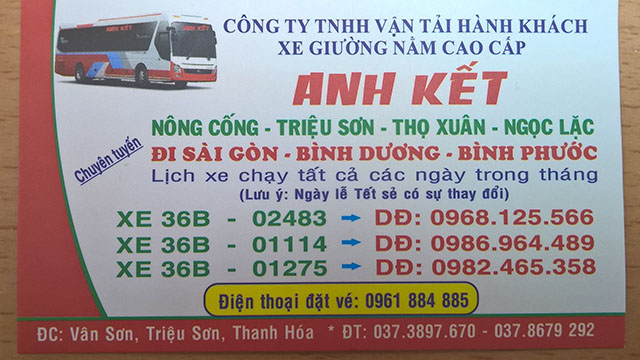 CÔNG TY TNHH VẬN TẢI HÀNH KHÁCH
XE GIƯỜNG NẰM CAO CẤP
ANH KẾT
Chuyên tuyến
NÔNG CỐNG - TRIỆU SƠN - THỌ XUÂN - NGỌC LẶC
ĐI SÀI GÒN - BÌNH DƯƠNG - BÌNH PHƯỚC
Lịch xe chạy tất cả các ngày trong tháng
(Lưu ý: Ngày lễ Tết sẽ có sự thay đổi)
XE 36B - 02483 → DĐ: 0968.125.566
XE 36B - 01114 → DĐ: 0986.964.489
XE 36B - 01275 → DĐ: 0982.465.358
Điện thoại đặt vé: 0961 884 885
ĐC: Vân Sơn, Triệu Sơn, Thanh Hóa * ĐT: 037.3897.670 - 037.8679 292